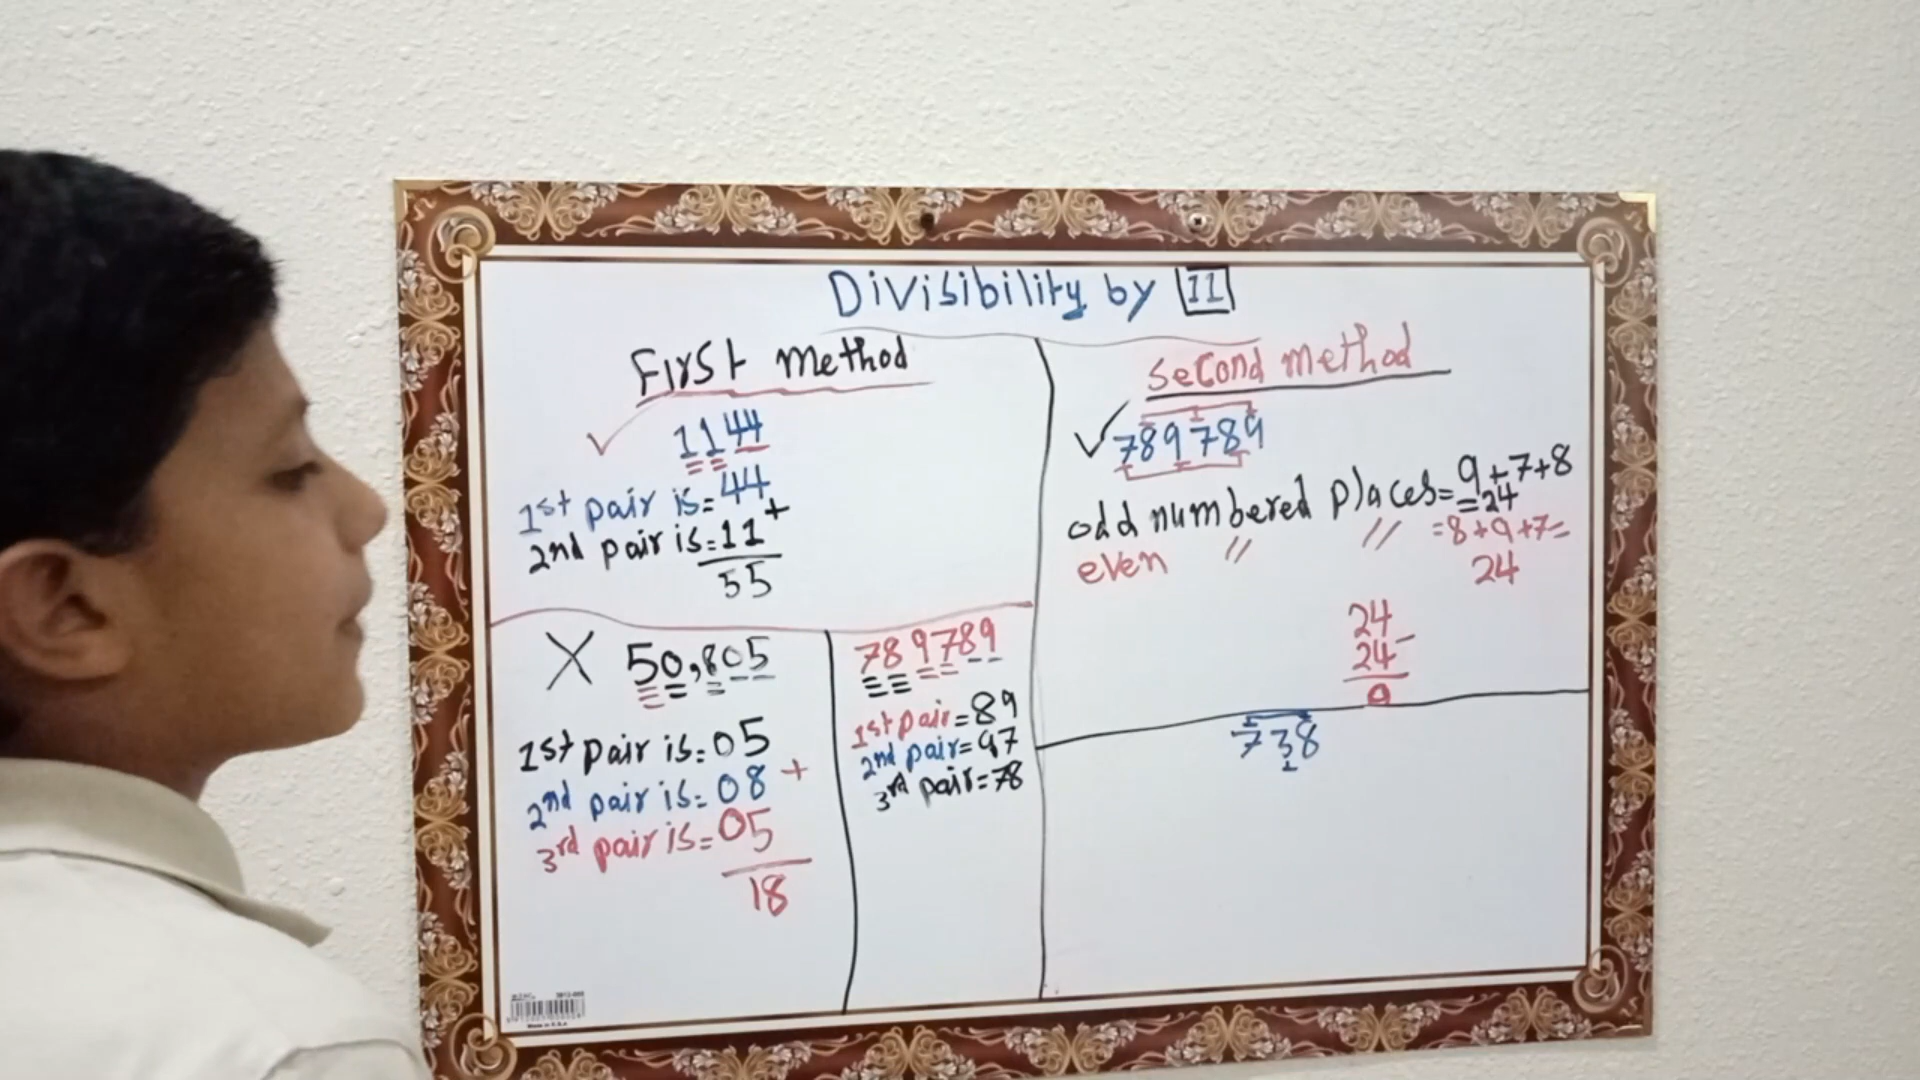 Divisibility by 11
First method
1144
1st pair is=44
2nd pair is=11+
55
50,805
1st pair is=05
2nd pair is=08 +
3rd pair is=05
18
789789
1st pair=89
2nd pair=97
3rd pair=78
Second method
789789
odd numbered places=9+7+8
=24
even // // =8+9+7=
24
24
24-
0
738
Made in